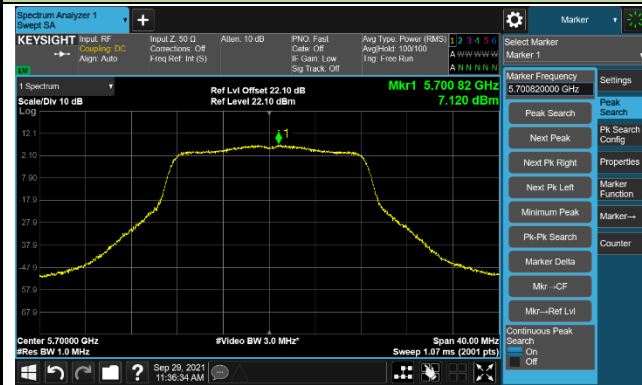 Spectrum Analyzer 1
Swept SA
Marker
KEYSIGHT
Input: RF
Coupling: DC
Align: Auto
Input Z: 50 Ω
Corrections: Off
Freq Ref: Int (S)
Atten: 10 dB
PNO: Fast
Gate: Off
IF Gain: Low
Sig Track: Off
Avg Type: Power (RMS)
Avg|Hold: 100/100
Trig: Free Run
1 2 3 4 5 6
A W W W W W
A N N N N N
LXI
Select Marker
Marker 1
1 Spectrum
Scale/Div 10 dB
Log
Ref Lvl Offset 22.10 dB
Ref Level 22.10 dBm
Mkr1 5.700 82 GHz
7.120 dBm
1
12.1
2.10
7.90
-17.9
-27.9
-37.9
-47.9
-57.9
-67.9
Center 5.70000 GHz
#Res BW 1.0 MHz
#Video BW 3.0 MHz*
Span 40.00 MHz
Sweep 1.07 ms (2001 pts)
Marker Frequency
5.700820000 GHz
Peak Search
Next Peak
Next Pk Right
Next Pk Left
Minimum Peak
Pk-Pk Search
Marker Delta
Mkr→CF
Mkr→Ref Lvl
Continuous Peak
Search
On
Off
Settings
Peak
Search
Pk Search
Config
Properties
Marker
Function
Marker→
Counter
Sep 29, 2021
11:36:34 AM